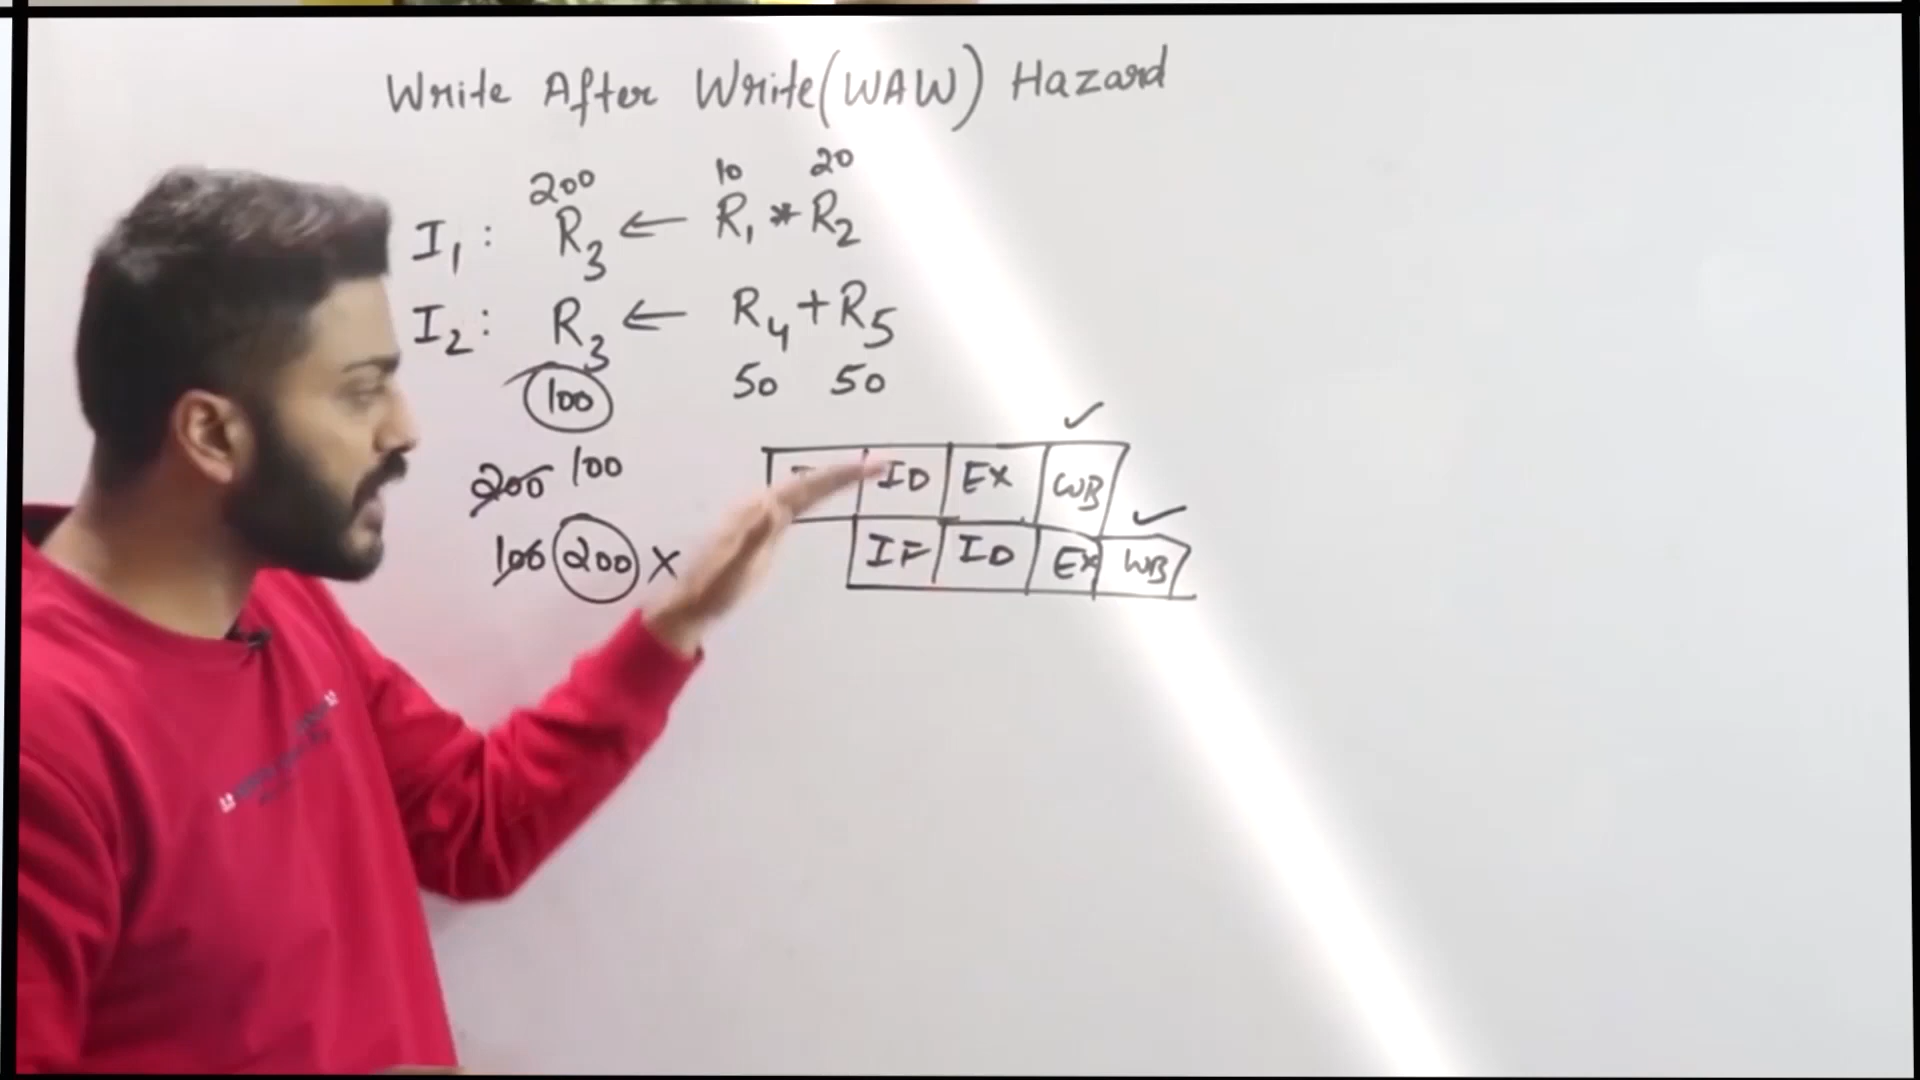 Write After Write (WAW) Hazard
200 10 20
I1 : R3 ← R1 * R2
I2 : R3 ← R4 + R5
100 50 50
200 100
100 200 X
ID EX WB
IF ID EX WB